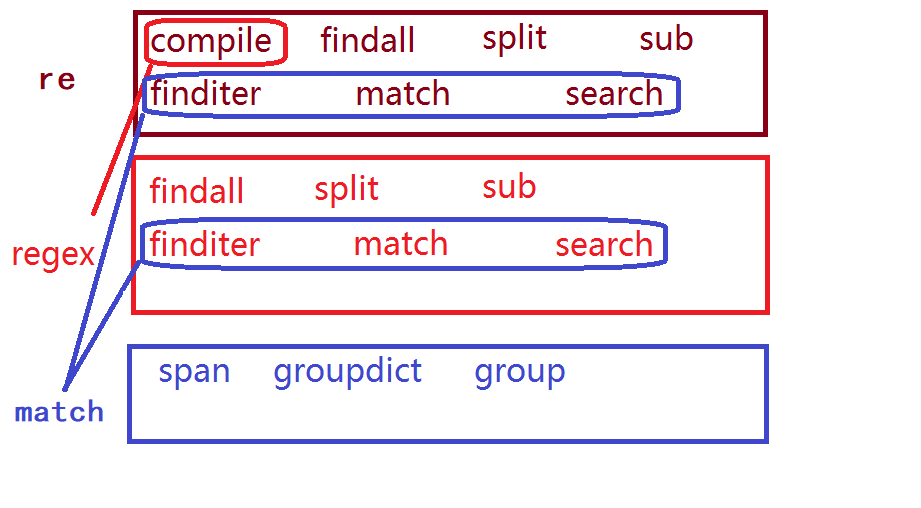 compile findall split sub
re
finditer match search
findall split sub
regex
finditer match search
span groupdict group
match